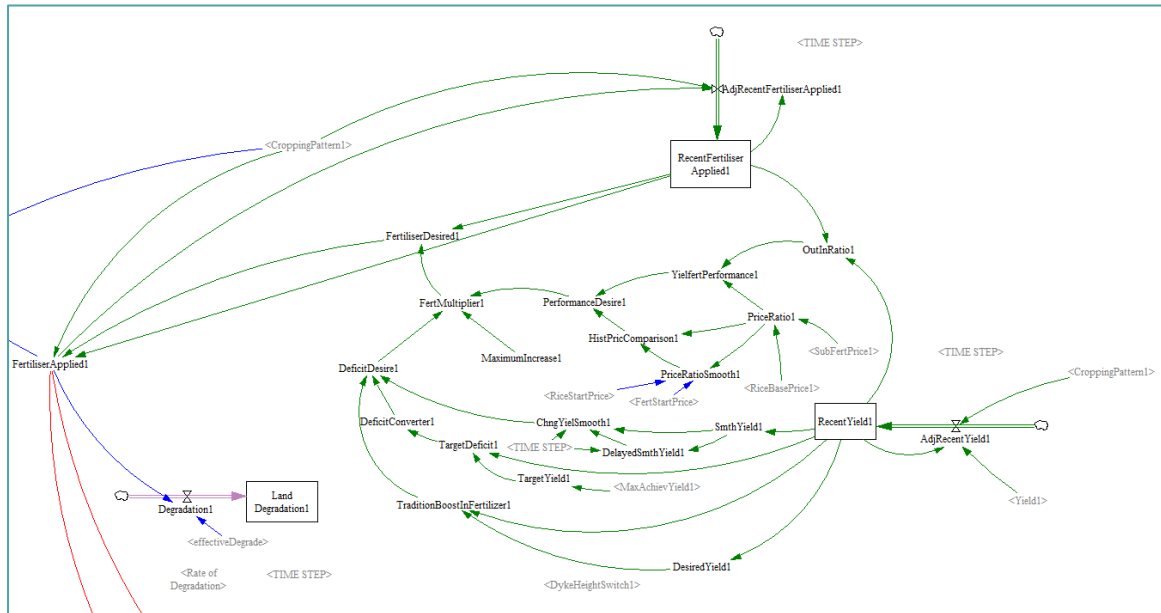 <TIME STEP>
AdjRecentFertiliserApplied1
<CroppingPattern1>
RecentFertiliser
Applied1
FertiliserDesired1
OutInRatio1
YielfertPerformance1
FertMultiplier1
PerformanceDesire1
PriceRatio1
HistPricComparison1
<SubFertPrice1>
<TIME STEP>
MaximumIncrease1
FertiliserApplied1
DeficitDesire1
PriceRatioSmooth1
<CroppingPattern1>
<RiceStartPrice>
<FertStartPrice>
<RiceBasePrice1>
DeficitConverter1
ChngYielSmooth1
SmthYield1
RecentYield1
AdjRecentYield1
TargetDeficit1
<TIME STEP>
DelayedSmthYield1
TargetYield1
<MaxAchievYield1>
Land
Degradation1
TraditionBoostInFertilizer1
<Yield1>
Degradation1
<effectiveDegrade>
<Rate of
Degradation>
<TIME STEP>
<DykeHeightSwitch1>
DesiredYield1